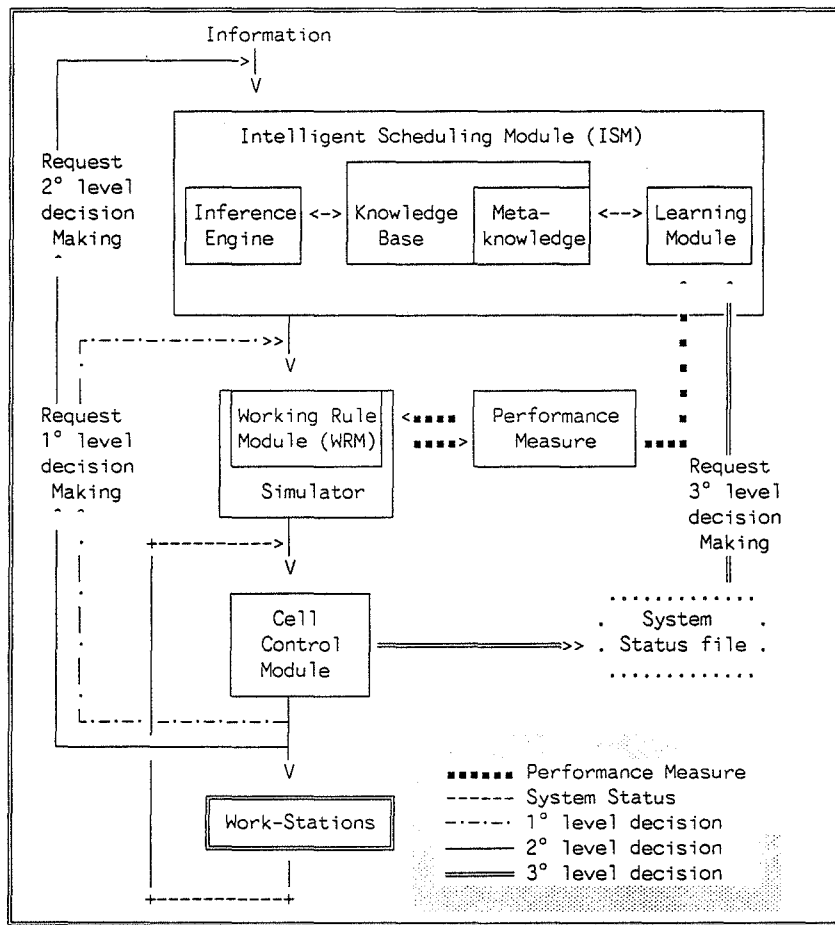 Information
Intelligent Scheduling Module (ISM)
Request
2° level
decision
Making
Inference
Engine
Knowledge
Base
Meta-
knowledge
Learning
Module
Request
1° level
decision
Making
Working Rule
Module (WRM)
Simulator
Performance
Measure
Request
3° level
decision
Making
Cell
Control
Module
System
Status file
Work-Stations
Performance Measure
System Status
1° level decision
2° level decision
3° level decision